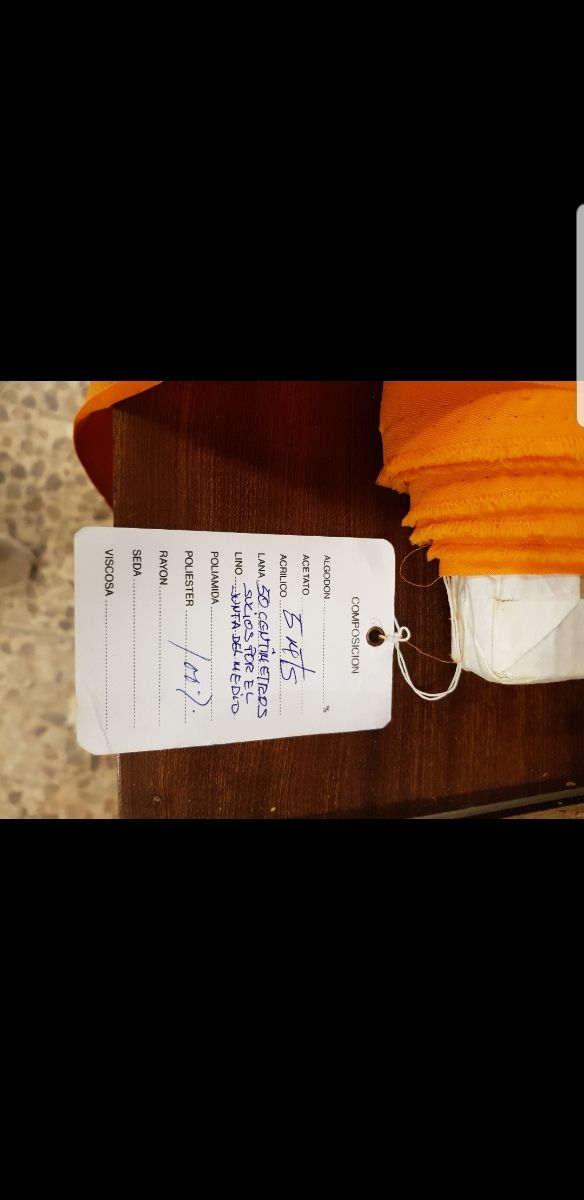 COMPOSICION
ALGODON %
ACETATO
ACRILICO 5 MTS
LANA 50 CENTIMETROS
SUCIOS POR EL
LINO DEL MEDIO
POLIAMIDA
POLIESTER 100%
RAYON
SEDA
VISCOSA